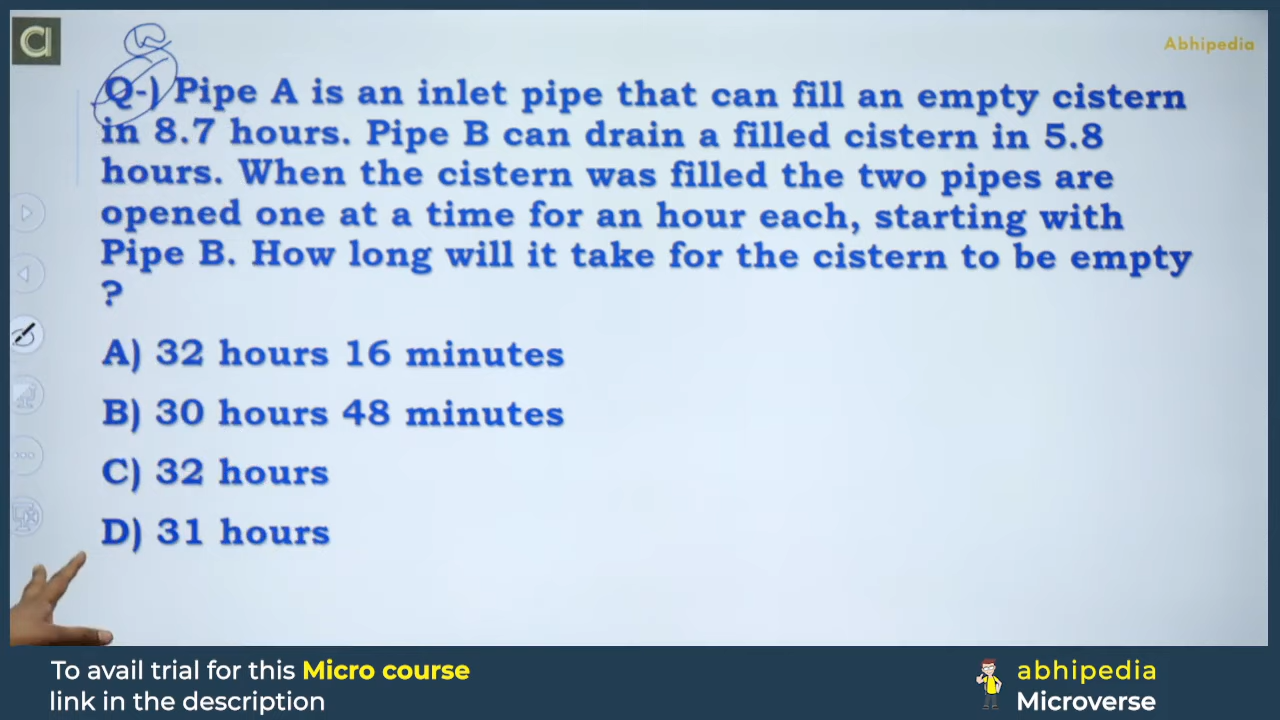 Abhipedia
Q-) Pipe A is an inlet pipe that can fill an empty cistern
in 8.7 hours. Pipe B can drain a filled cistern in 5.8
hours. When the cistern was filled the two pipes are
opened one at a time for an hour each, starting with
Pipe B. How long will it take for the cistern to be empty
?
A) 32 hours 16 minutes
B) 30 hours 48 minutes
C) 32 hours
D) 31 hours
To avail trial for this Micro course
link in the description
abhipedia
Microverse